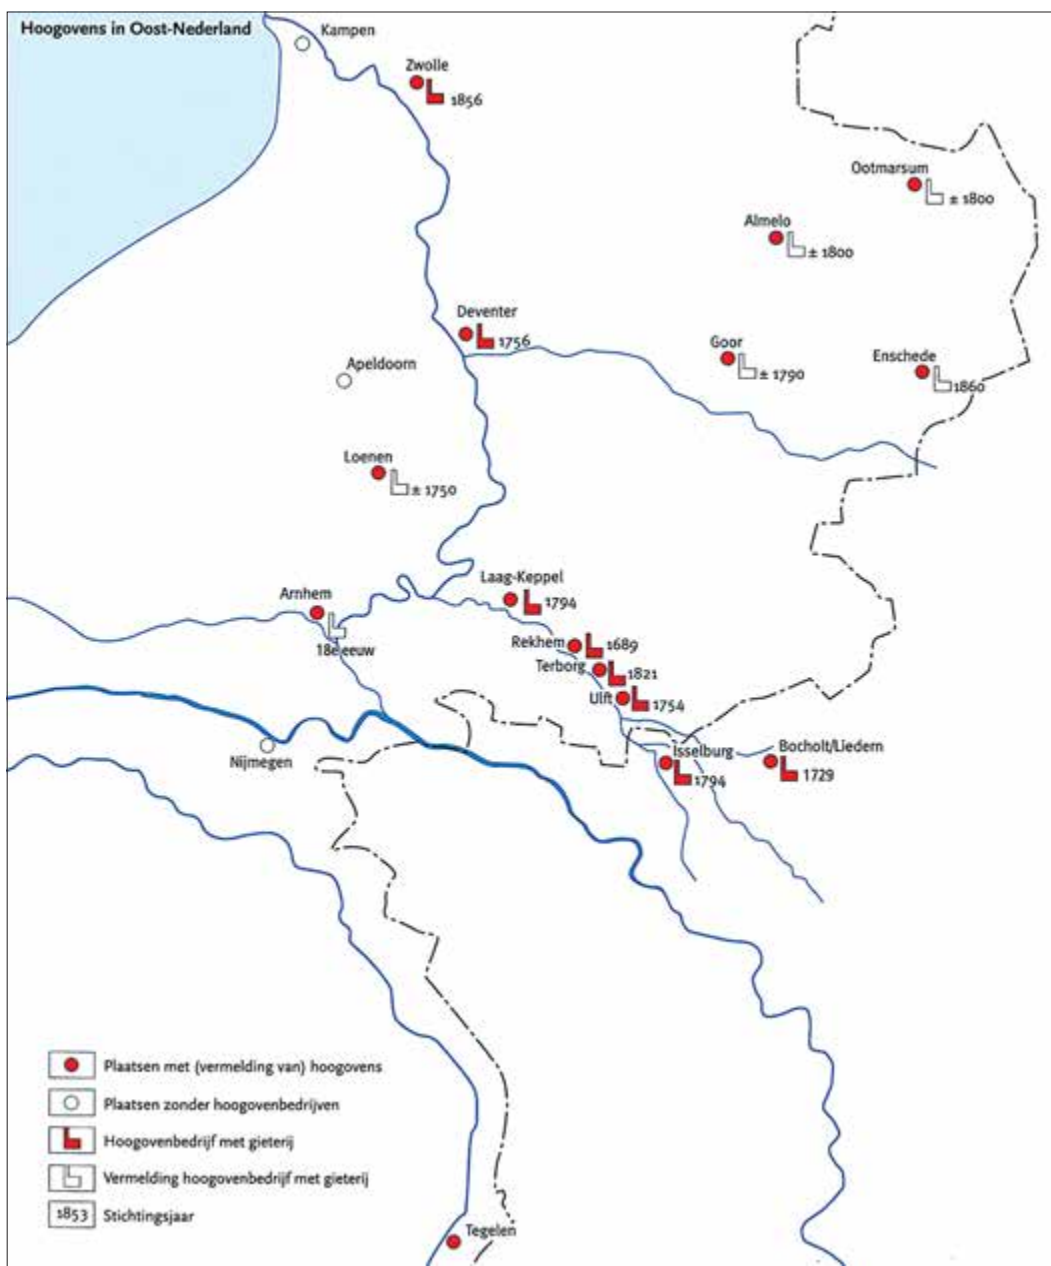 Hoogovens in Oost-Nederland
Kampen
Zwolle
1856
Ootmarsum
± 1800
Almelo
± 1800
Deventer
1756
Goor
± 1790
Enschede
1860
Apeldoorn
Loenen
± 1750
Laag-Keppel
1794
Arnhem
18e eeuw
Rekhem
1689
Terborg
1821
Ulft
1754
Isselburg
1794
Bocholt/Liedern
1729
Nijmegen
Plaatsen met (vermelding van) hoogovens
Plaatsen zonder hoogovenbedrijven
Hoogovenbedrijf met gieterij
Vermelding hoogovenbedrijf met gieterij
1853 Stichtingsjaar
Tegelen